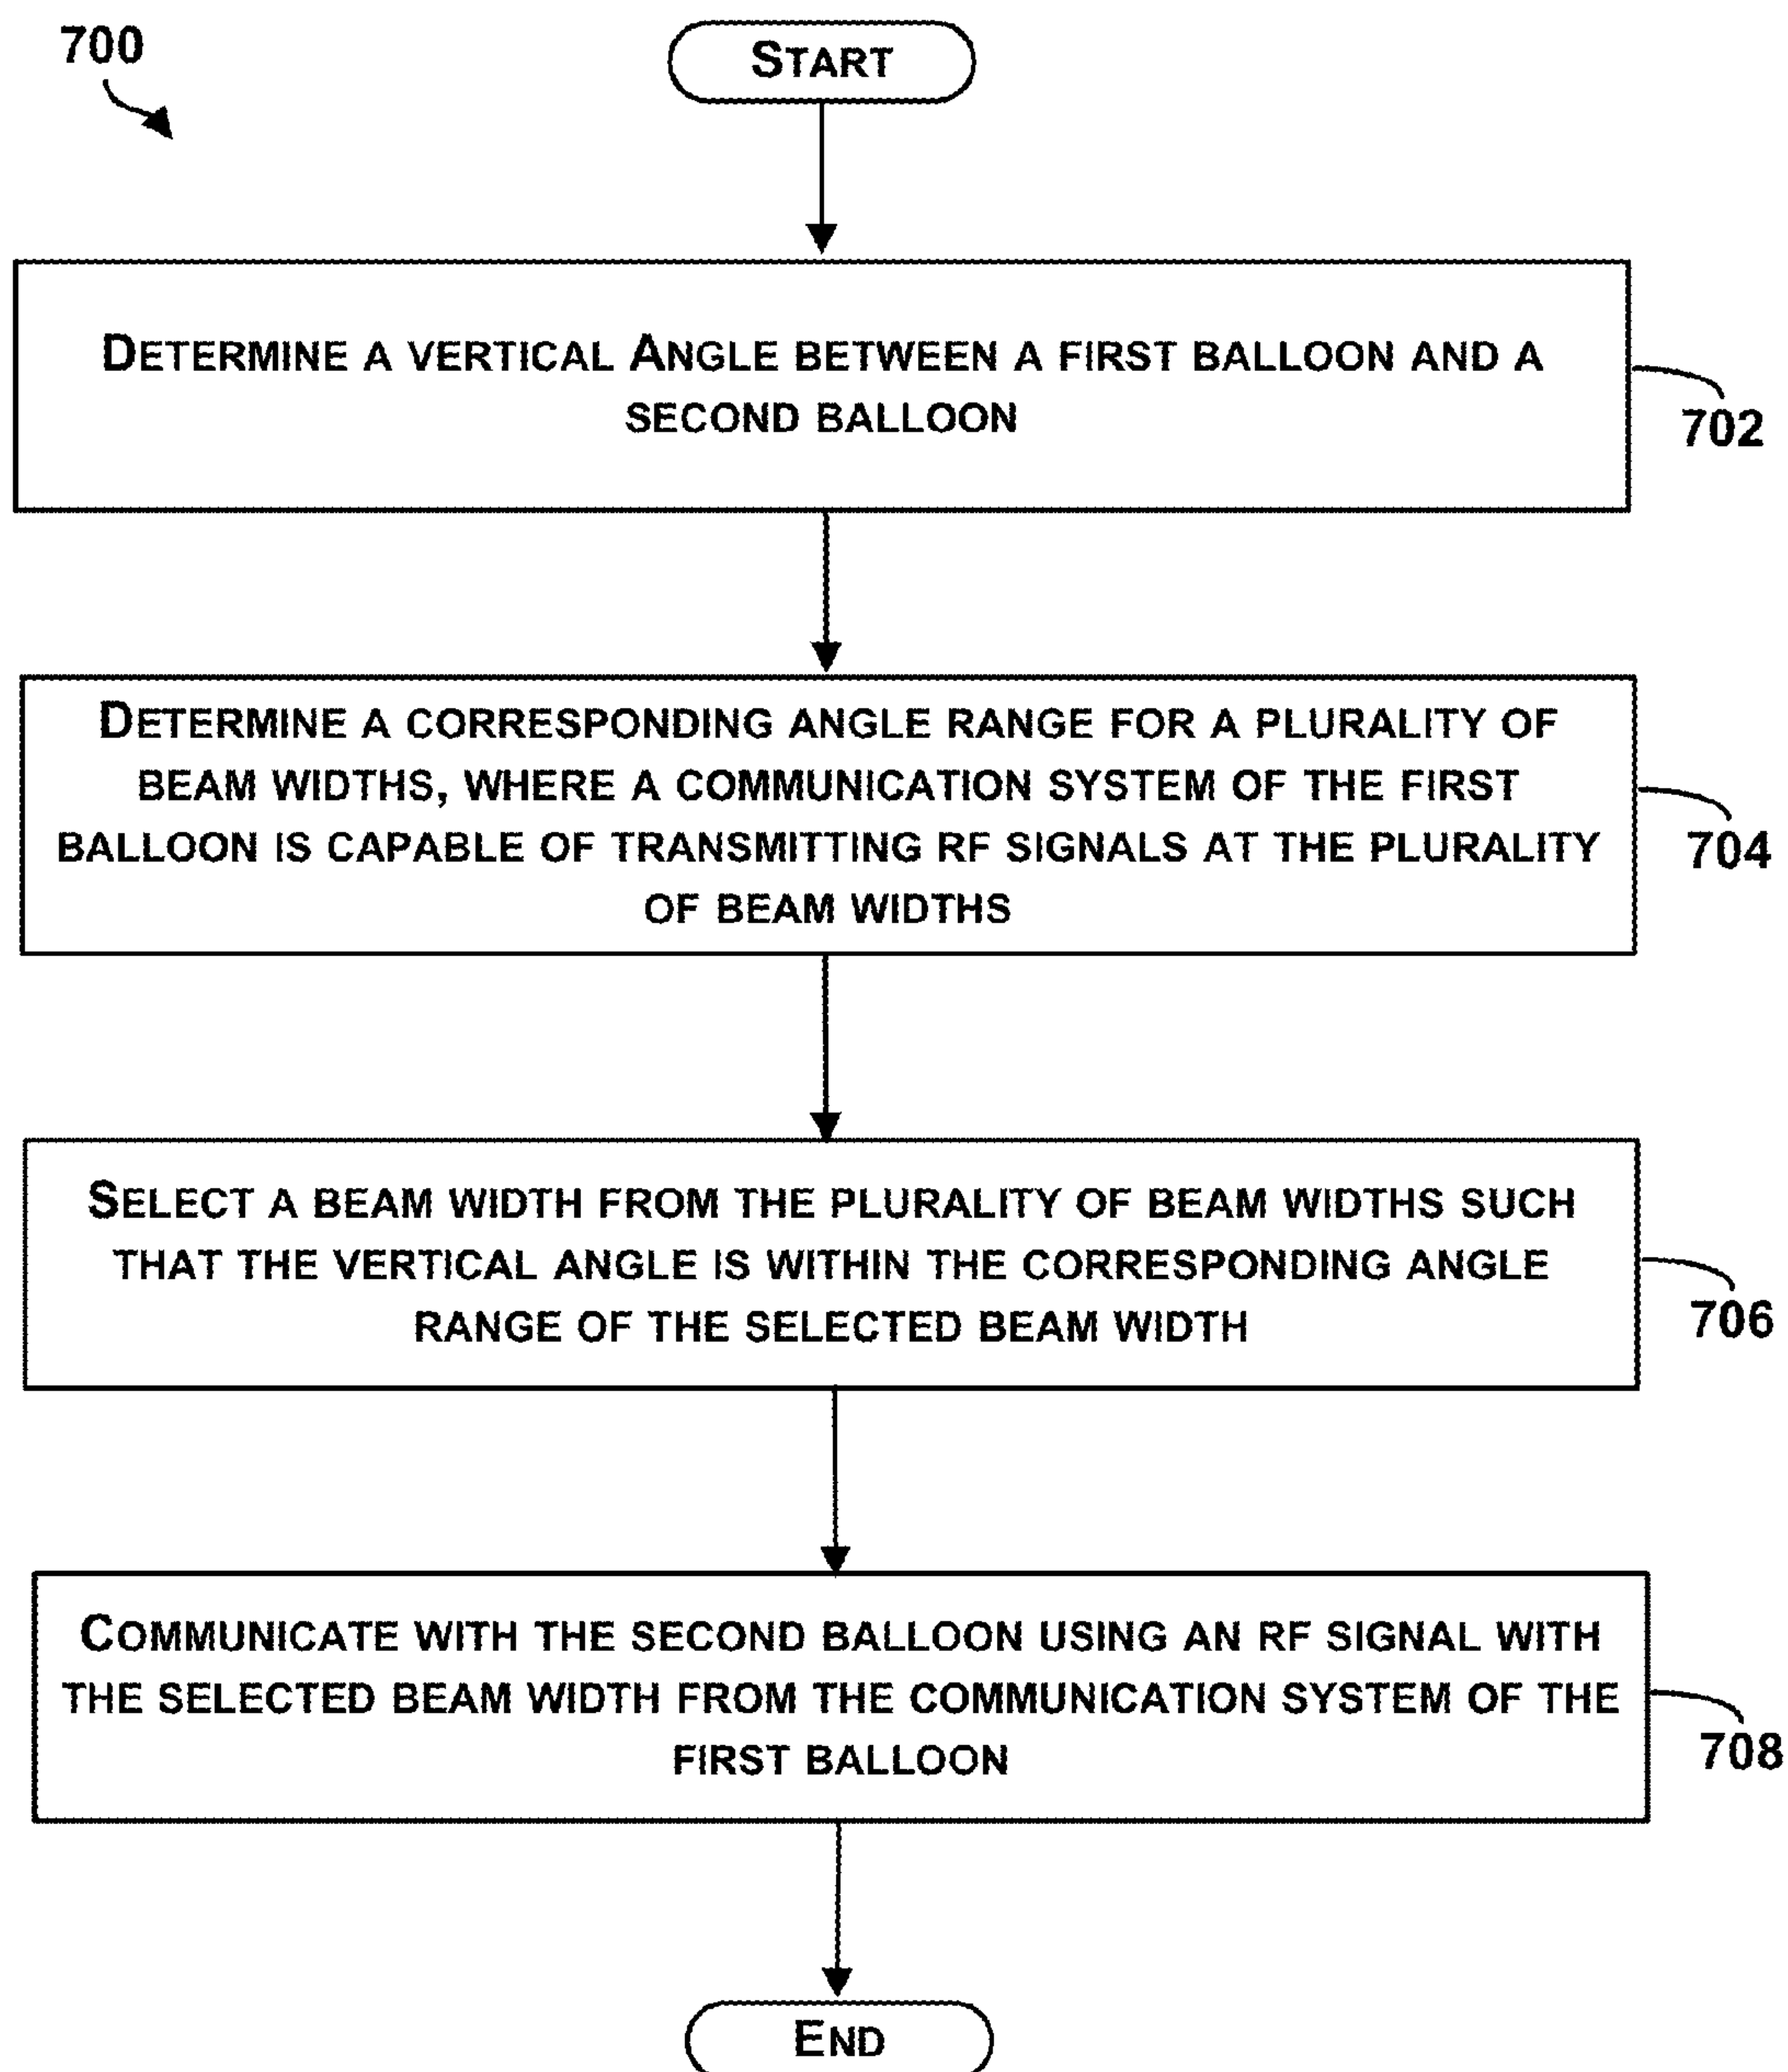 700
START
DETERMINE A VERTICAL ANGLE BETWEEN A FIRST BALLOON AND A
SECOND BALLOON
702
DETERMINE A CORRESPONDING ANGLE RANGE FOR A PLURALITY OF
BEAM WIDTHS, WHERE A COMMUNICATION SYSTEM OF THE FIRST
BALLOON IS CAPABLE OF TRANSMITTING RF SIGNALS AT THE PLURALITY
OF BEAM WIDTHS
704
SELECT A BEAM WIDTH FROM THE PLURALITY OF BEAM WIDTHS SUCH
THAT THE VERTICAL ANGLE IS WITHIN THE CORRESPONDING ANGLE
RANGE OF THE SELECTED BEAM WIDTH
706
COMMUNICATE WITH THE SECOND BALLOON USING AN RF SIGNAL WITH
THE SELECTED BEAM WIDTH FROM THE COMMUNICATION SYSTEM OF THE
FIRST BALLOON
708
END